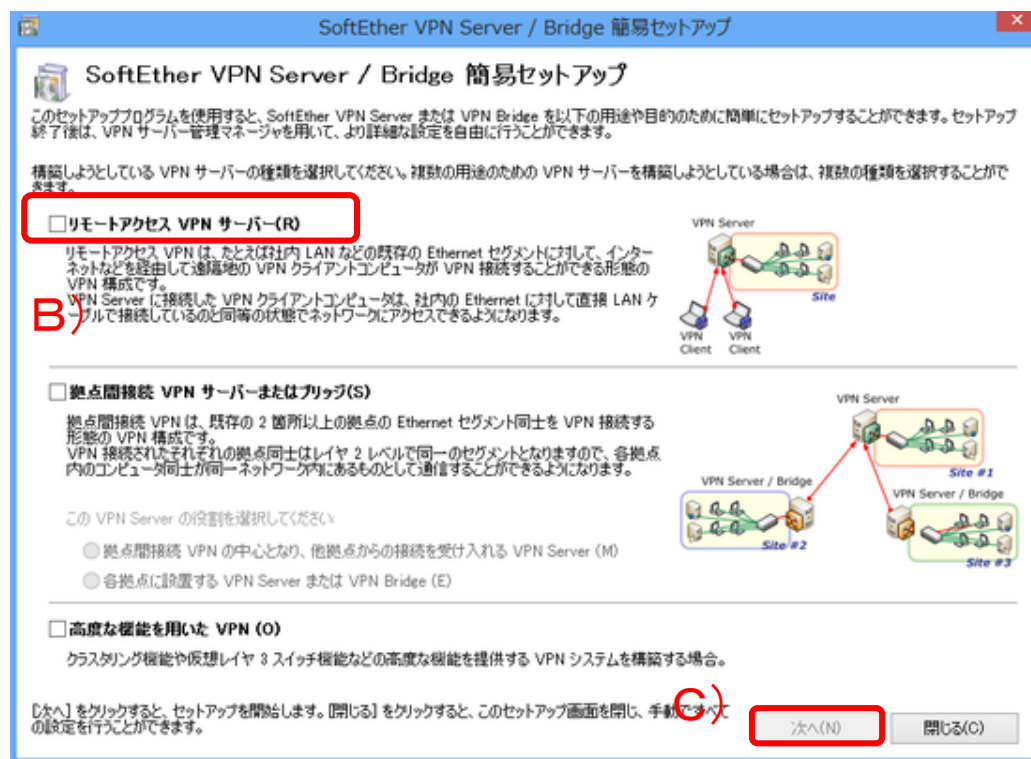 SoftEther VPN Server / Bridge 簡易セットアップ
SoftEther VPN Server / Bridge 簡易セットアップ
このセットアッププログラムを使用すると、SoftEther VPN Server または VPN Bridge を以下の用途や目的のために簡単にセットアップすることができます。セットアップ
終了後は、VPN サーバー管理マネージャを用いて、より詳細な設定を自由に行うことができます。
構築しようとしている VPN サーバーの種類を選択してください。複数の用途のための VPN サーバーを構築しようとしている場合は、複数の種類を選択することがで
きます。
リモートアクセス VPN サーバー(R)
リモートアクセス VPN は、たとえば社内 LAN などの既存の Ethernet セグメントに対して、インター
ネットなどを経由して遠隔地の VPN クライアントコンピュータが VPN 接続することができる形態の
VPN 構成です。
VPN Server に接続した VPN クライアントコンピュータは、社内の Ethernet に対して直接 LAN ケ
ーブルで接続しているのと同等の状態でネットワークにアクセスできるようになります。
B)
VPN Server
Site
VPN Client
VPN Client
拠点間接続 VPN サーバーまたはブリッジ(S)
拠点間接続 VPN は、既存の 2 箇所以上の拠点の Ethernet セグメント同士を VPN 接続する
形態の VPN 構成です。
VPN 接続されたそれぞれの拠点同士はレイヤ 2 レベルで同一のセグメントとなりますので、各拠点
内のコンピュータ同士が同一ネットワーク内にあるものとして通信することができるようになります。
VPN Server
Site #1
VPN Server / Bridge
Site #2
VPN Server / Bridge
Site #3
この VPN Server の役割を選択してください:
拠点間接続 VPN の中心となり、他拠点からの接続を受け入れる VPN Server (M)
各拠点に設置する VPN Server または VPN Bridge (E)
高度な機能を用いた VPN (O)
クラスタリング機能や仮想レイヤ 3 スイッチ機能などの高度な機能を提供する VPN システムを構築する場合。
[次へ] をクリックすると、セットアップを開始します。[閉じる] をクリックすると、このセットアップ画面を閉じ、手動ですべて
の設定を行うことができます。
C)
次へ(N)
閉じる(C)